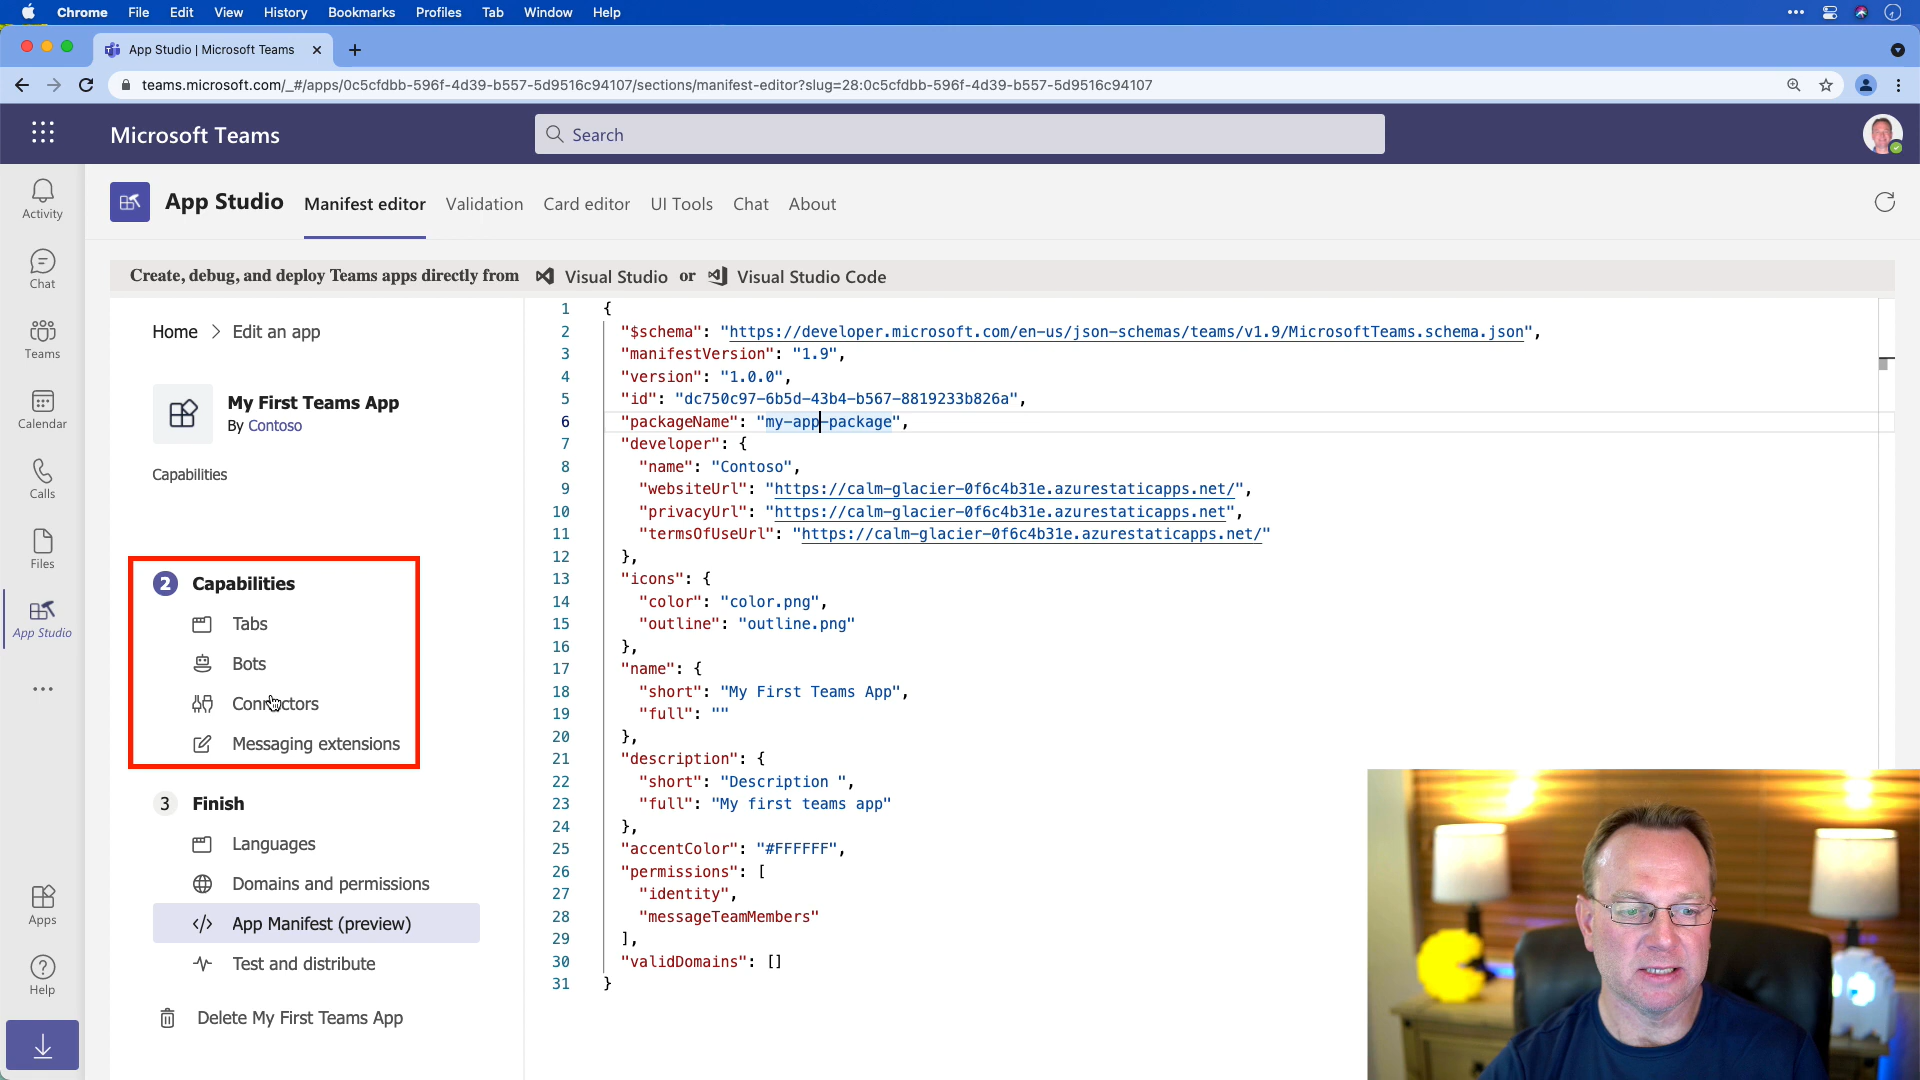 Chrome File Edit View History Bookmarks Profiles Tab Window Help
App Studio | Microsoft Teams
teams.microsoft.com/_#/apps/0c5cfdbb-596f-4d39-b557-5d9516c94107/sections/manifest-editor?slug=28:0c5cfdbb-596f-4d39-b557-5d9516c94107
Microsoft Teams
Search
Activity
Chat
Teams
Calendar
Calls
Files
App Studio
Apps
Help
App Studio Manifest editor Validation Card editor UI Tools Chat About
Create, debug, and deploy Teams apps directly from Visual Studio or Visual Studio Code
Home > Edit an app
My First Teams App
By Contoso
Capabilities
2 Capabilities
Tabs
Bots
Connectors
Messaging extensions
3 Finish
Languages
Domains and permissions
</> App Manifest (preview)
Test and distribute
Delete My First Teams App
1 {
2 "$schema": "https://developer.microsoft.com/en-us/json-schemas/teams/v1.9/MicrosoftTeams.schema.json",
3 "manifestVersion": "1.9",
4 "version": "1.0.0",
5 "id": "dc750c97-6b5d-43b4-b567-8819233b826a",
6 "packageName": "my-app-package",
7 "developer": {
8 "name": "Contoso",
9 "websiteUrl": "https://calm-glacier-0f6c4b31e.azurestaticapps.net/",
10 "privacyUrl": "https://calm-glacier-0f6c4b31e.azurestaticapps.net",
11 "termsOfUseUrl": "https://calm-glacier-0f6c4b31e.azurestaticapps.net/"
12 },
13 "icons": {
14 "color": "color.png",
15 "outline": "outline.png"
16 },
17 "name": {
18 "short": "My First Teams App",
19 "full": ""
20 },
21 "description": {
22 "short": "Description ",
23 "full": "My first teams app"
24 },
25 "accentColor": "#FFFFFF",
26 "permissions": [
27 "identity",
28 "messageTeamMembers"
29 ],
30 "validDomains": []
31 }